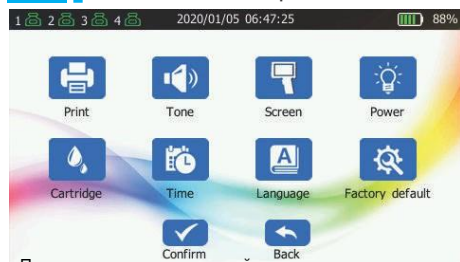 1 2 3 4 2020/01/05 06:47:25 88%
Print Tone Screen Power
A
Cartridge Time Language Factory default
Confirm Back